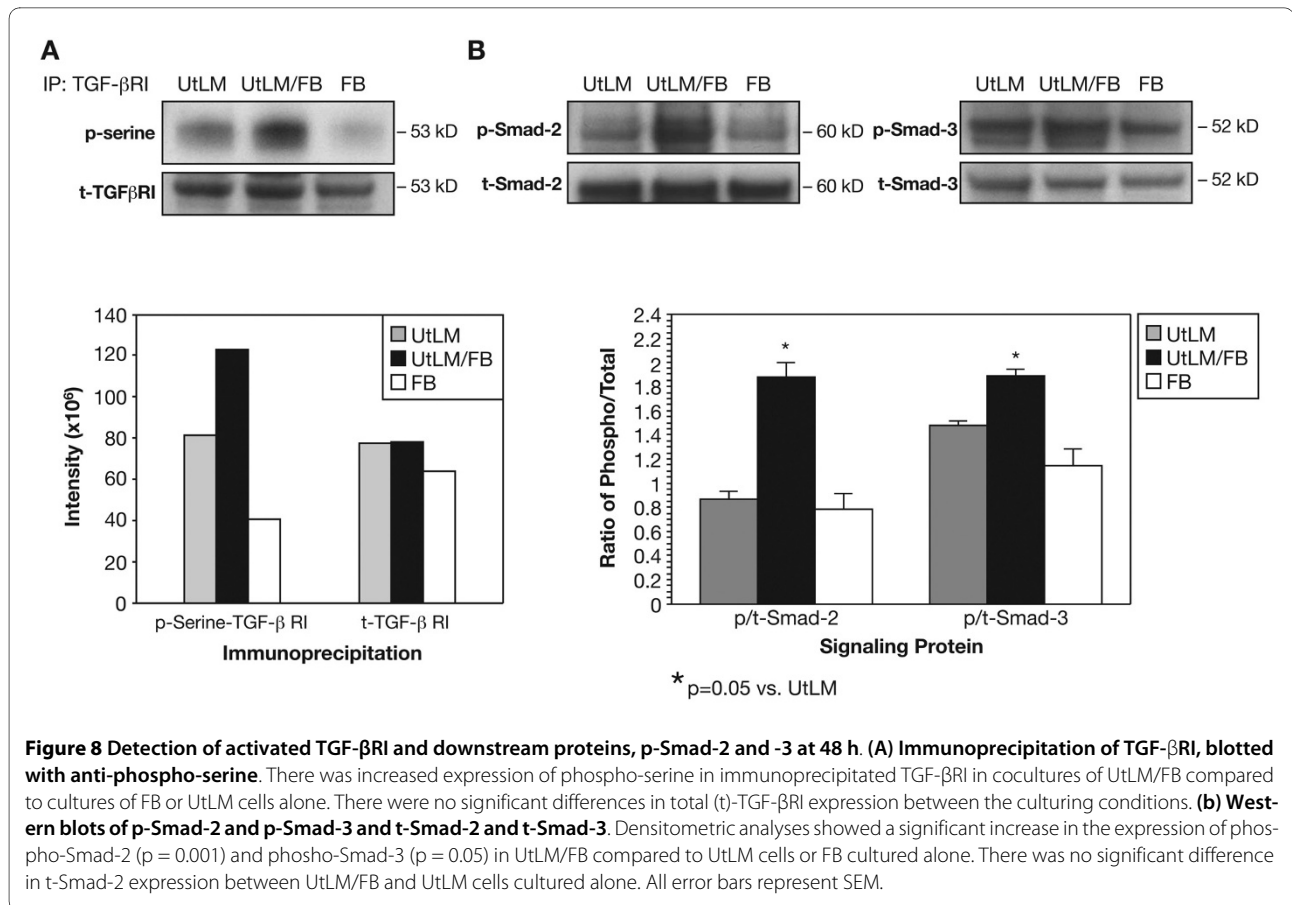 A
IP: TGF-βRI UtLM UtLM/FB FB
p-serine – 53 kD
t-TGFβRI – 53 kD
B
UtLM UtLM/FB FB
p-Smad-2 – 60 kD
t-Smad-2 – 60 kD
UtLM UtLM/FB FB
p-Smad-3 – 52 kD
t-Smad-3 – 52 kD
Intensity (x10⁶)
140
120
100
80
60
40
20
0
UtLM
UtLM/FB
FB
p-Serine-TGF-β RI t-TGF-β RI
Immunoprecipitation
Ratio of Phospho/Total
2.4
2.2
2
1.8
1.6
1.4
1.2
1
0.8
0.6
0.4
0.2
0
* *
UtLM
UtLM/FB
FB
p/t-Smad-2 p/t-Smad-3
Signaling Protein
* p=0.05 vs. UtLM
Figure 8 Detection of activated TGF-βRI and downstream proteins, p-Smad-2 and -3 at 48 h. (A) Immunoprecipitation of TGF-βRI, blotted
with anti-phospho-serine. There was increased expression of phospho-serine in immunoprecipitated TGF-βRI in cocultures of UtLM/FB compared
to cultures of FB or UtLM cells alone. There were no significant differences in total (t)-TGF-βRI expression between the culturing conditions. (b) West-
ern blots of p-Smad-2 and p-Smad-3 and t-Smad-2 and t-Smad-3. Densitometric analyses showed a significant increase in the expression of phos-
pho-Smad-2 (p = 0.001) and phosho-Smad-3 (p = 0.05) in UtLM/FB compared to UtLM cells or FB cultured alone. There was no significant difference
in t-Smad-2 expression between UtLM/FB and UtLM cells cultured alone. All error bars represent SEM.